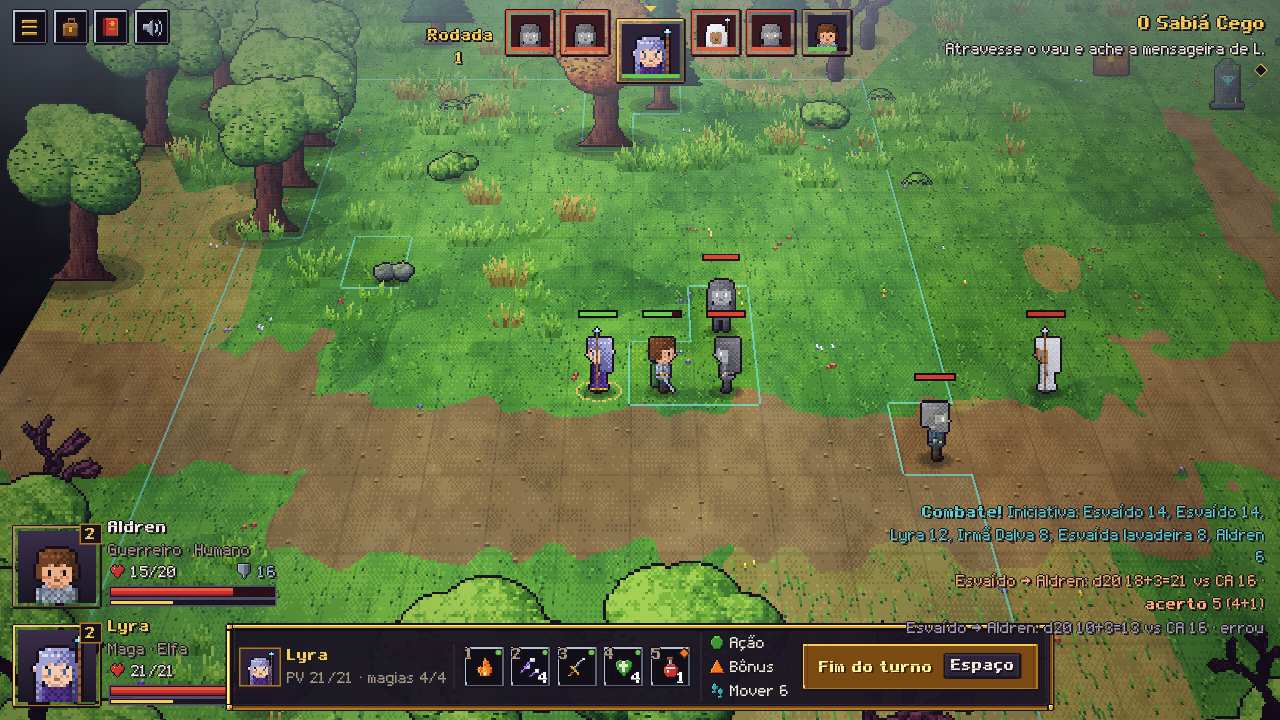 Rodada
1
O Sabiá Cego
Atravesse o vau e ache a mensageira de L.
Combate! Iniciativa: Esvaído 14, Esvaído 14,
Lyra 12, Irmã Dalva 8, Esvaída lavadeira 8, Aldren
6
Esvaído → Aldren: d20 18+3=21 vs CA 16 ·
acerto 5 (4+1)
Esvaído → Aldren: d20 10+3=13 vs CA 16 · errou
2
Aldren
Guerreiro · Humano
15/20
16
2
Lyra
Maga · Elfa
21/21
Lyra
PV 21/21 · magias 4/4
1
2
4
3
4
4
5
1
Ação
Bônus
Mover 6
Fim do turno
Espaço